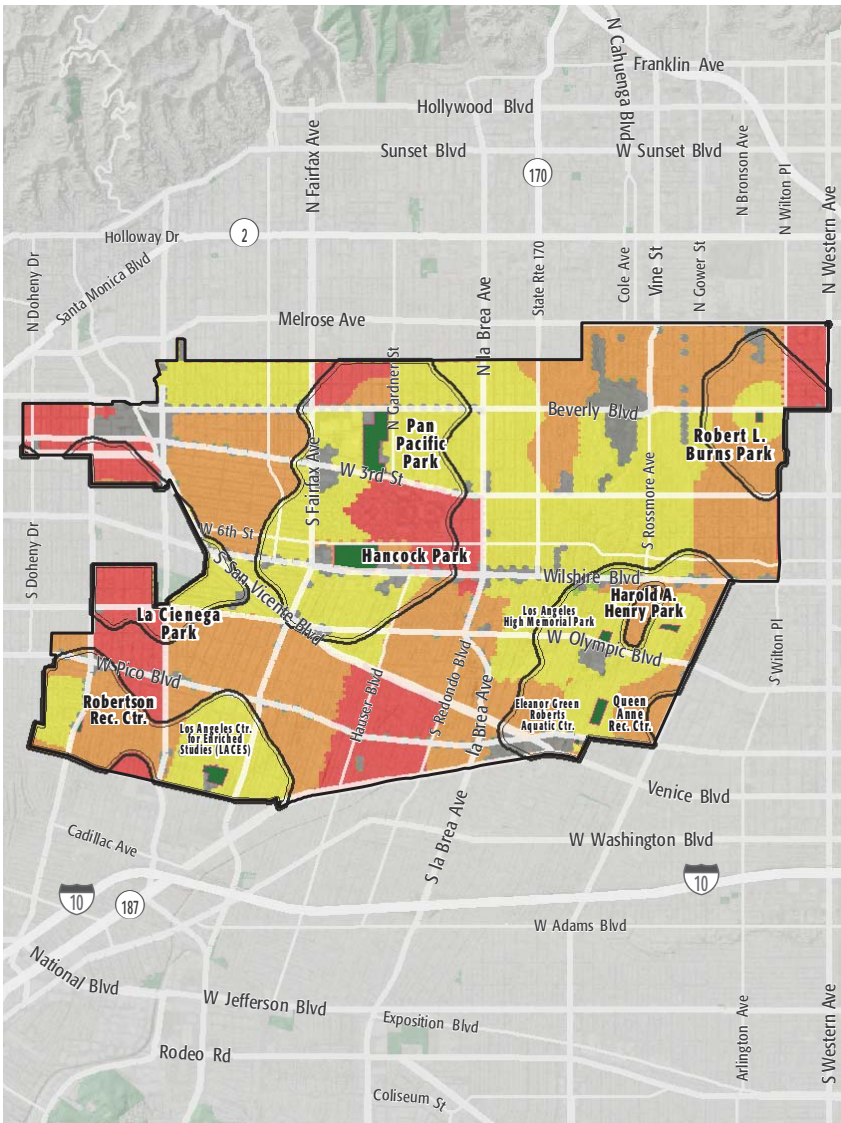 N Cahuenga Blvd
Franklin Ave
Hollywood Blvd
N Fairfax Ave
Sunset Blvd
W Sunset Blvd
N Bronson Ave
N Wilton Pl
170
N Western Ave
Holloway Dr
2
N Doheny Dr
Santa Monica Blvd
State Rte 170
Cole Ave
Vine St
N Gower St
N la Brea Ave
Melrose Ave
N Gardner St
Beverly Blvd
Pan
Pacific
Park
Robert L.
Burns Park
S Fairfax Ave
W 3rd St
S Rossmore Ave
W 6th St
S Doheny Dr
Hancock Park
S San Vicente Blvd
Wilshire Blvd
Harold A.
Henry Park
La Cienega
Park
Los Angeles
High Memorial Park
W Olympic Blvd
S Wilton Pl
W Pico Blvd
Hauser Blvd
S Redondo Blvd
la Brea Ave
Robertson
Rec. Ctr.
Eleanor Green
Roberts
Aquatic Ctr.
Queen
Anne
Rec. Ctr.
Los Angeles Ctr.
for Enriched
Studies (LACES)
Venice Blvd
S la Brea Ave
Cadillac Ave
W Washington Blvd
10
187
10
W Adams Blvd
National Blvd
W Jefferson Blvd
Exposition Blvd
Arlington Ave
S Western Ave
Rodeo Rd
Coliseum St